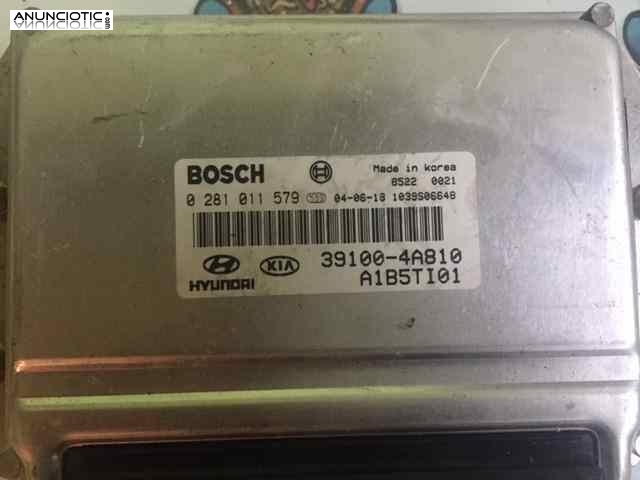 ANUNCIOTIC.com
BOSCH
Made in korea
8522 0021
0 281 011 579 04-06-18 1039S06648
HYUNDAI KIA 39100-4A810
A1B5TI01